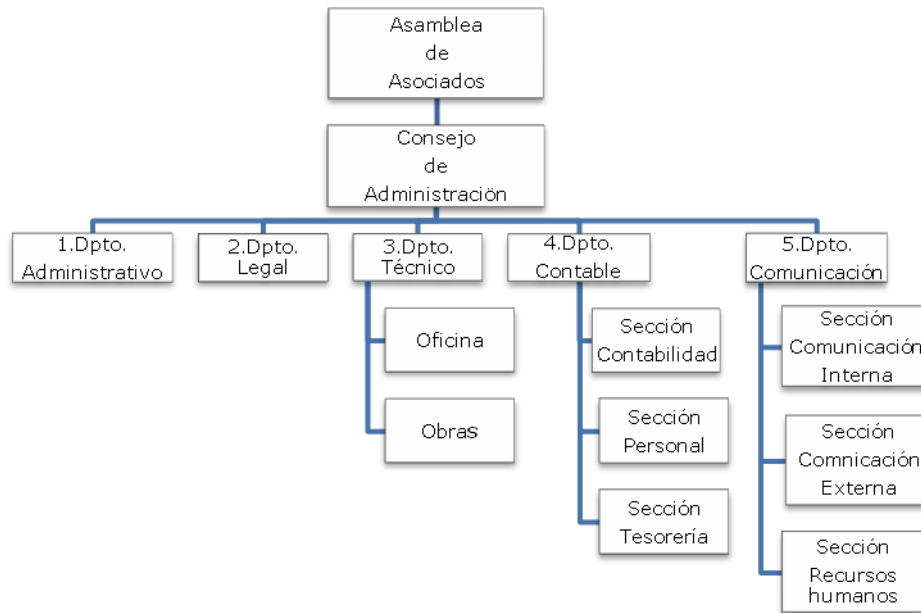 Asamblea
de
Asociados
Consejo
de
Administraciön
1.Dpto.
Administrativo
2.Dpto.
Legal
3.Dpto.
Técnico
4.Dpto.
Contable
5.Dpto.
Comunicación
Oficina
Obras
Sección
Contabilidad
Sección
Personal
Sección
Tesorería
Sección
Comunicación
Interna
Sección
Comnicación
Externa
Sección
Recursos
humanos